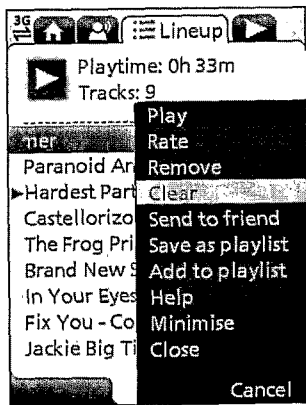 3G
Lineup
Playtime: 0h 33m
Tracks: 9
ner
Paranoid An
Hardest Part
Castellorizo
The Frog Pri
Brand New S
In Your Eyes
Fix You - Co
Jackie Big Ti
Play
Rate
Remove
Clear
Send to friend
Save as playlist
Add to playlist
Help
Minimise
Close
Cancel